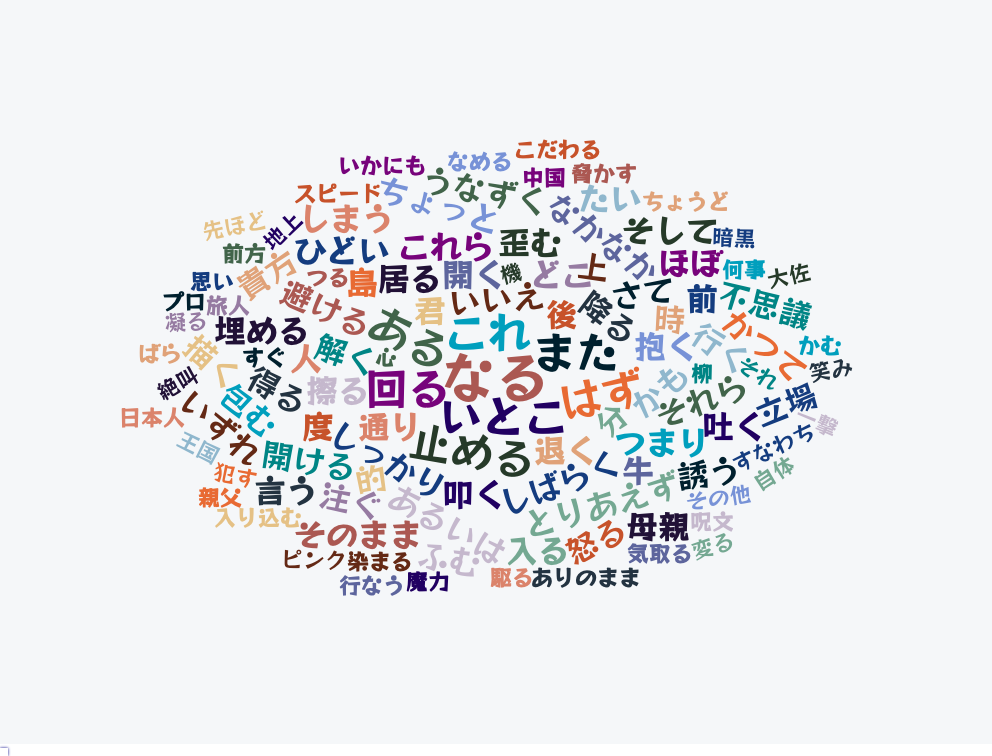 こだわる
いかにも
なめる
中国
脅かす
スピード
ちょっと
うなずく
たい
ちょうど
なかなか
先ほど
地上
しまう
そして
暗黒
前方
ひどい
これら
歪む
ほぼ
何事
大佐
思い
貴方
つる
島
居る
開く
機
どこ
上
さて
前
不思議
プロ
旅人
避ける
君
いいえ
後
降る
時
凝る
埋める
ある
これ
また
抱く
行く
かつて
かむ
ばら
描く
すぐ
人
解く
心
なる
はず
かも
柳
それ
笑み
絶叫
得る
擦る
回る
いとこ
分
それら
立場
一撃
日本人
いずれ
包む
度
しっかり
通り
止める
退く
つまり
吐く
すなわち
王国
開ける
的
叩く
しばらく
牛
誘う
自体
犯す
親父
言う
注ぐ
あるいは
とりあえず
その他
入り込む
そのまま
ふむ
入る
怒る
母親
呪文
ピンク
染まる
気取る
変る
行なう
魔力
駆る
ありのまま